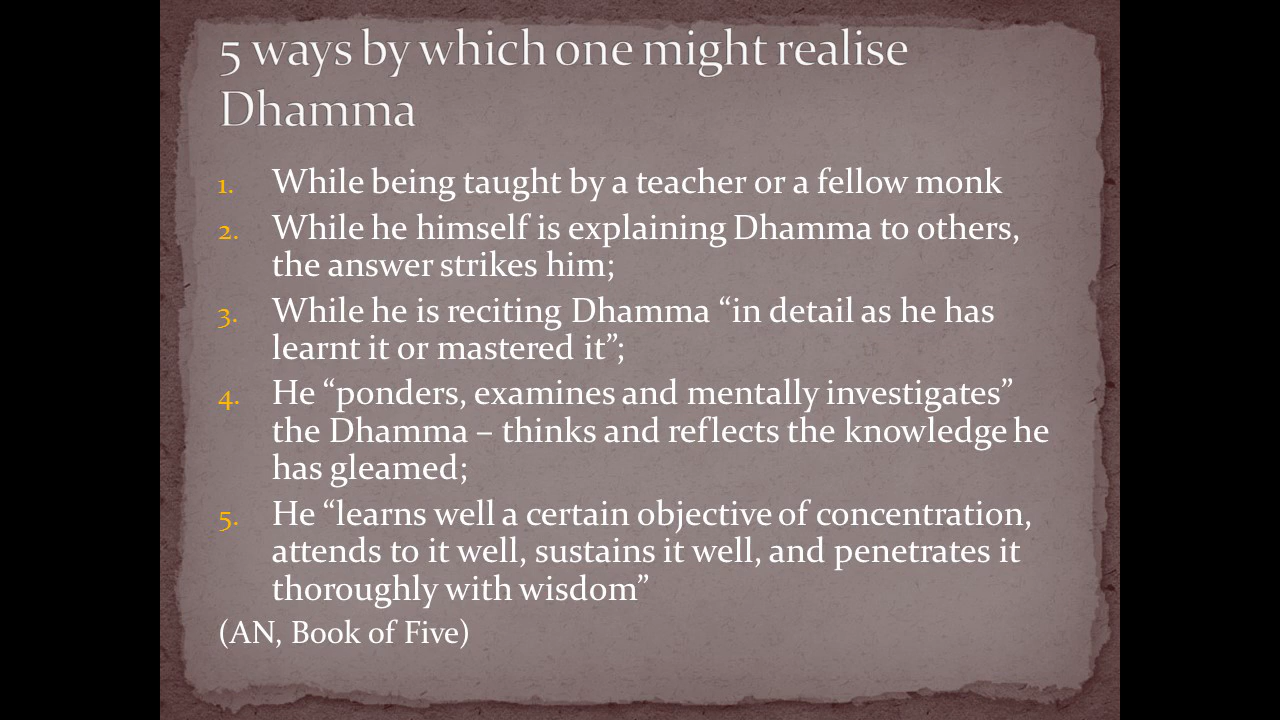 5 ways by which one might realise
Dhamma
1. While being taught by a teacher or a fellow monk
2. While he himself is explaining Dhamma to others,
the answer strikes him;
3. While he is reciting Dhamma “in detail as he has
learnt it or mastered it”;
4. He “ponders, examines and mentally investigates”
the Dhamma – thinks and reflects the knowledge he
has gleamed;
5. He “learns well a certain objective of concentration,
attends to it well, sustains it well, and penetrates it
thoroughly with wisdom”
(AN, Book of Five)